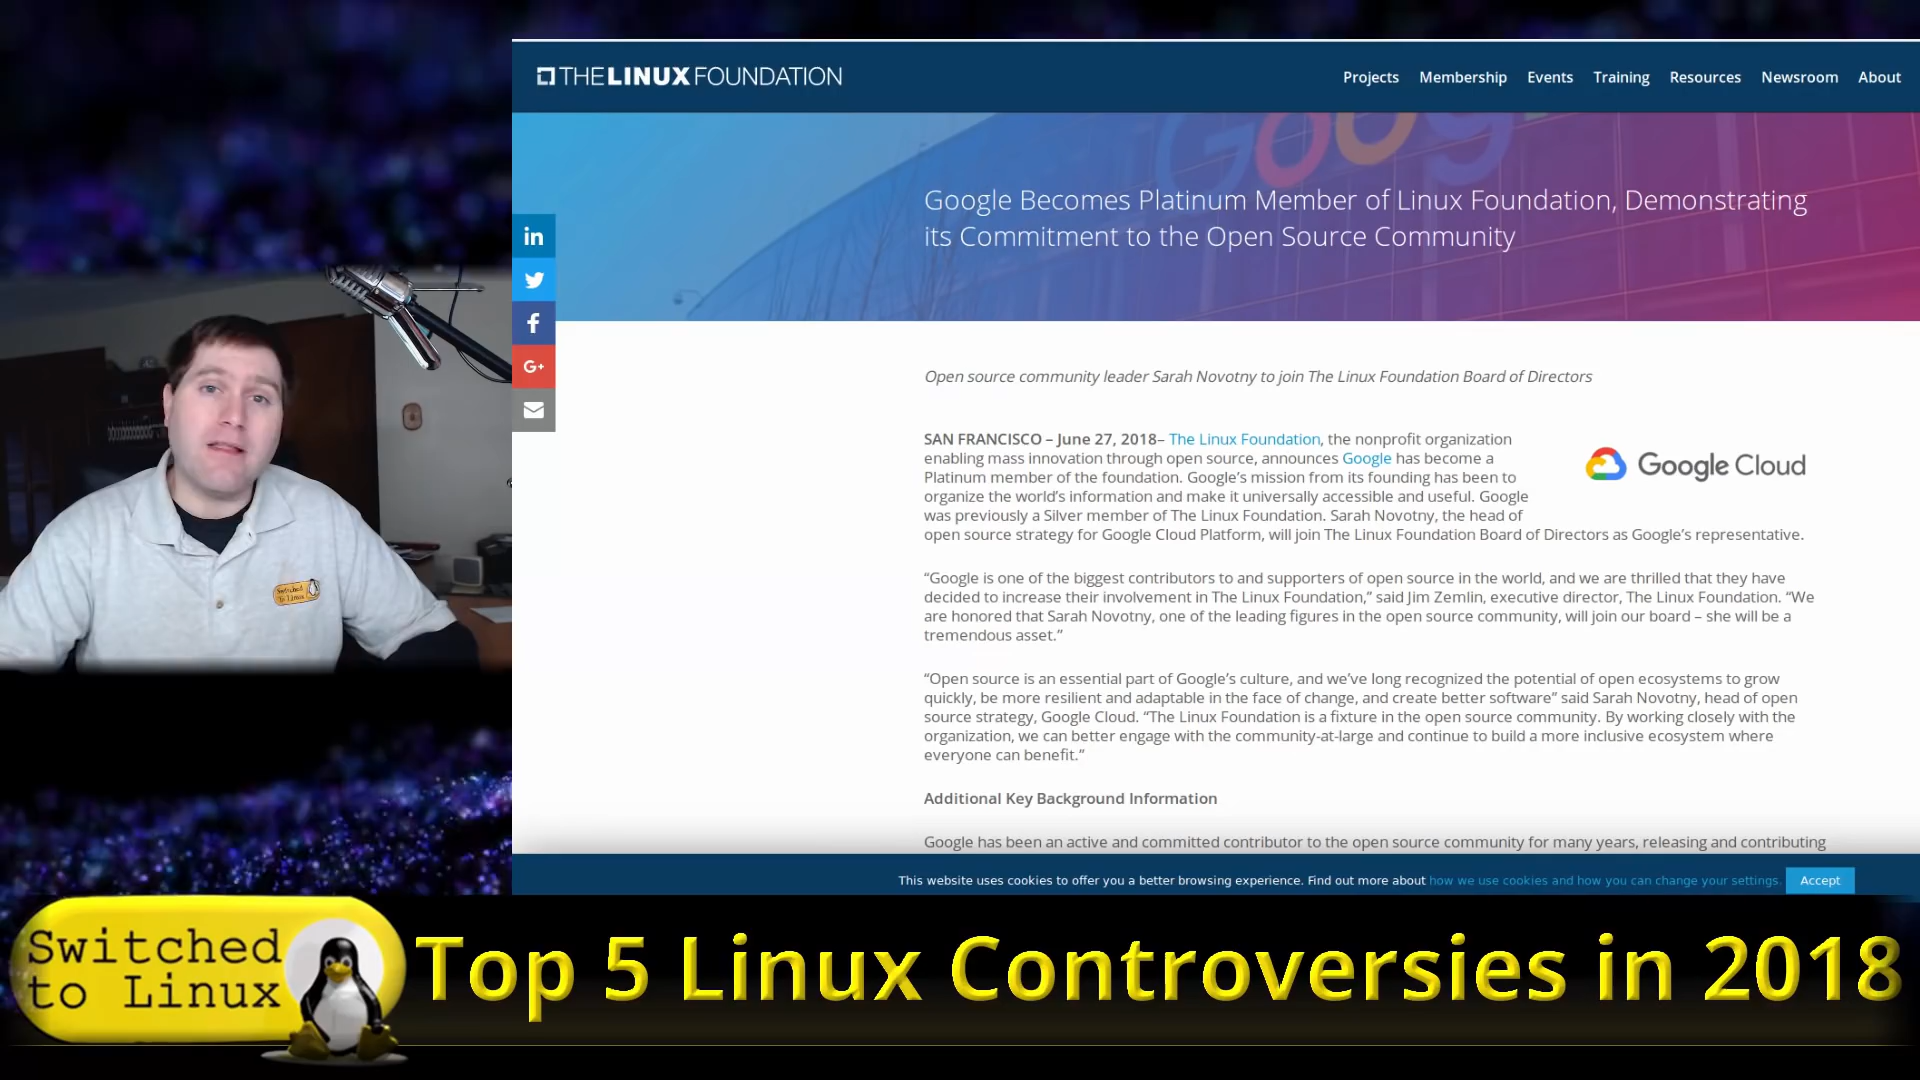 THE LINUX FOUNDATION
Projects Membership Events Training Resources Newsroom About
Google
Google Becomes Platinum Member of Linux Foundation, Demonstrating
its Commitment to the Open Source Community
in
f
G+
Open source community leader Sarah Novotny to join The Linux Foundation Board of Directors
SAN FRANCISCO – June 27, 2018– The Linux Foundation, the nonprofit organization
enabling mass innovation through open source, announces Google has become a
Platinum member of the foundation. Google’s mission from its founding has been to
organize the world’s information and make it universally accessible and useful. Google
was previously a Silver member of The Linux Foundation. Sarah Novotny, the head of
open source strategy for Google Cloud Platform, will join The Linux Foundation Board of Directors as Google’s representative.
Google Cloud
“Google is one of the biggest contributors to and supporters of open source in the world, and we are thrilled that they have
decided to increase their involvement in The Linux Foundation,” said Jim Zemlin, executive director, The Linux Foundation. “We
are honored that Sarah Novotny, one of the leading figures in the open source community, will join our board – she will be a
tremendous asset.”
“Open source is an essential part of Google’s culture, and we’ve long recognized the potential of open ecosystems to grow
quickly, be more resilient and adaptable in the face of change, and create better software” said Sarah Novotny, head of open
source strategy, Google Cloud. “The Linux Foundation is a fixture in the open source community. By working closely with the
organization, we can better engage with the community-at-large and continue to build a more inclusive ecosystem where
everyone can benefit.”
Additional Key Background Information
Google has been an active and committed contributor to the open source community for many years, releasing and contributing
This website uses cookies to offer you a better browsing experience. Find out more about how we use cookies and how you can change your settings. Accept
Switched
to Linux
Switched
to Linux
Top 5 Linux Controversies in 2018